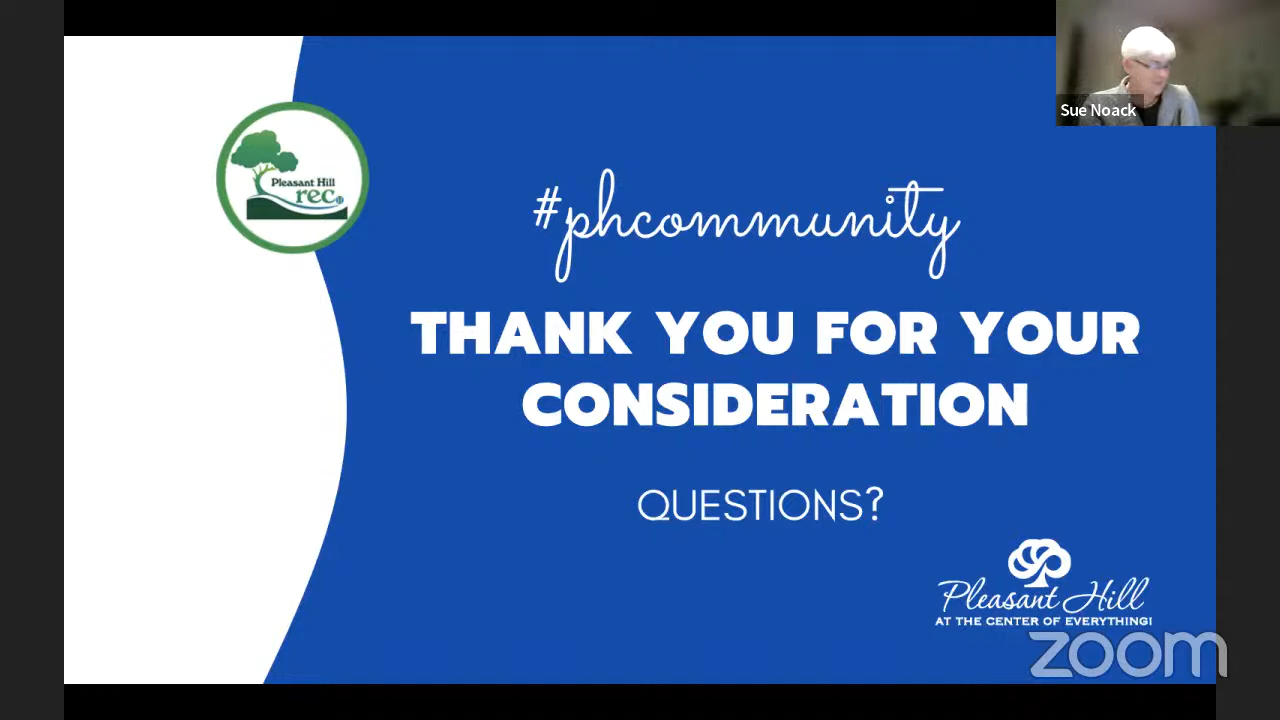 Sue Noack
Pleasant Hill
rec
#phcommunity
THANK YOU FOR YOUR
CONSIDERATION
QUESTIONS?
Pleasant Hill
AT THE CENTER OF EVERYTHING!
zoom